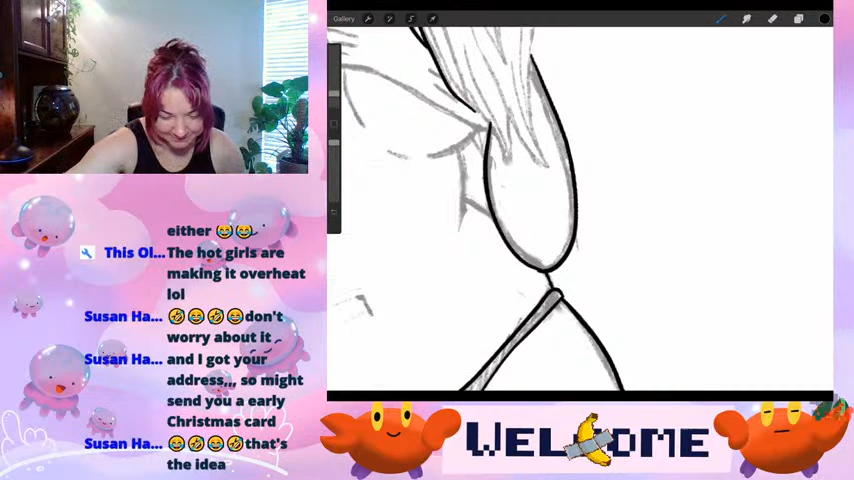 Gallery
either 😂😂
This Ol... The hot girls are
making it overheat
lol
Susan Ha... 🤣😂🤣😂don't
worry about it
Susan Ha... and I got your
address,,, so might
send you a early
Christmas card
Susan Ha... 😂🤣😂🤣that's
the idea
WELCOME